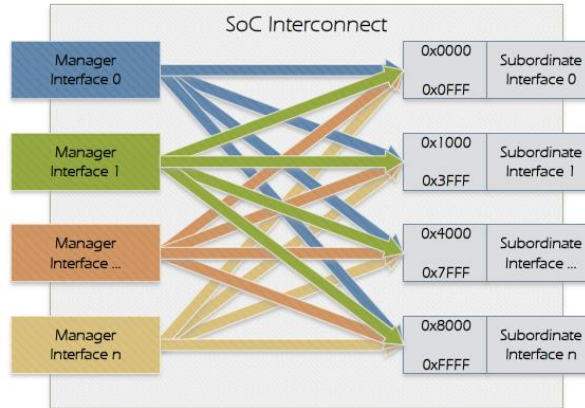 SoC Interconnect
Manager
Interface 0
0x0000
0x0FFF
Subordinate
Interface 0
Manager
Interface 1
0x1000
0x3FFF
Subordinate
Interface 1
Manager
Interface ...
0x4000
0x7FFF
Subordinate
Interface ...
Manager
Interface n
0x8000
0xFFFF
Subordinate
Interface n